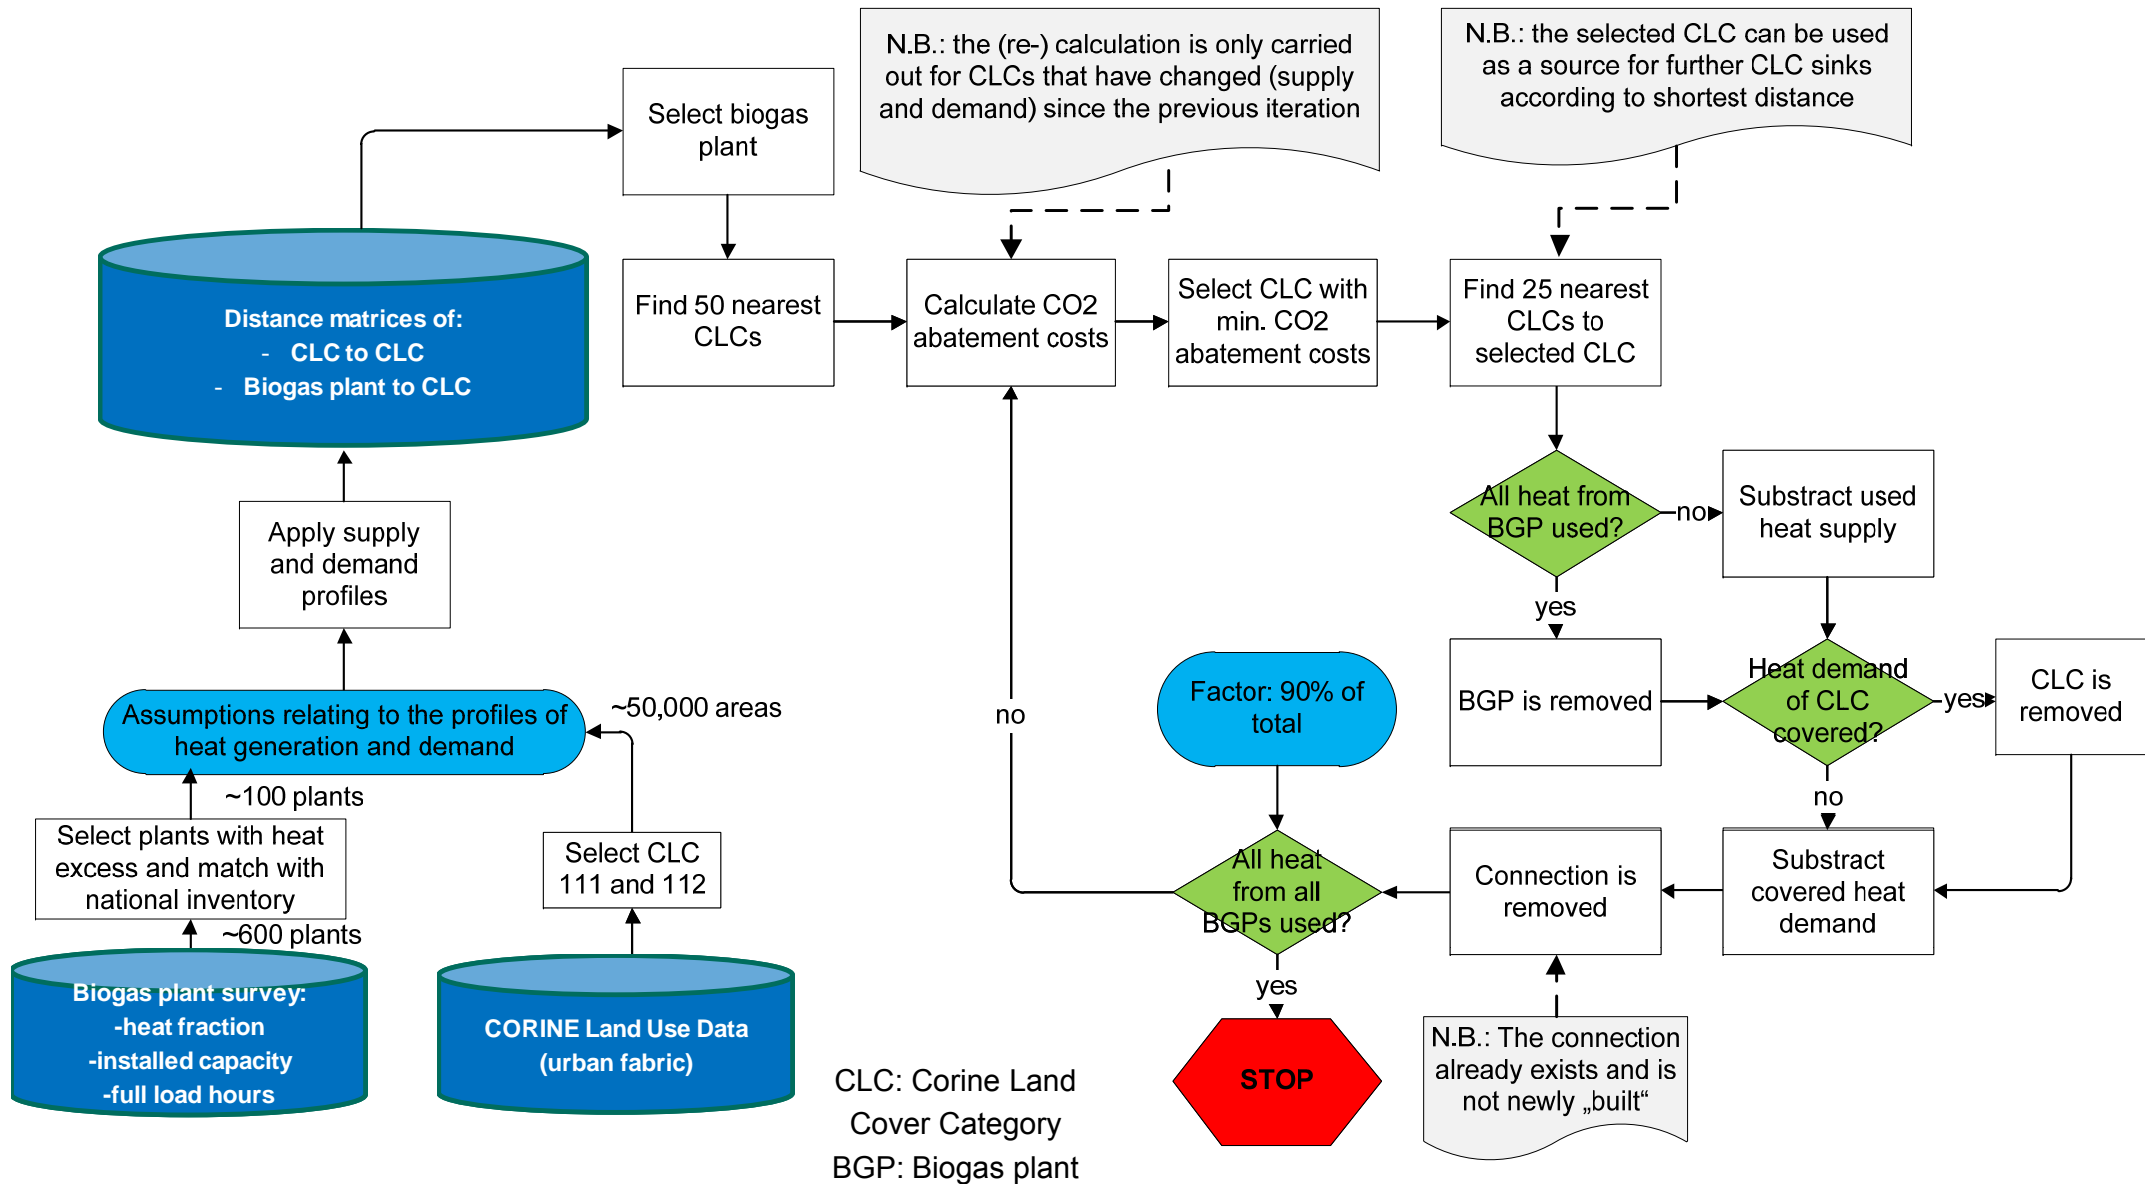 N.B.: the (re-) calculation is only carried
out for CLCs that have changed (supply
and demand) since the previous iteration
N.B.: the selected CLC can be used
as a source for further CLC sinks
according to shortest distance
Select biogas
plant
Find 50 nearest
CLCs
Calculate CO2
abatement costs
Select CLC with
min. CO2
abatement costs
Find 25 nearest
CLCs to
selected CLC
Distance matrices of:
- CLC to CLC
- Biogas plant to CLC
All heat from
BGP used?
no
Substract used
heat supply
yes
Apply supply
and demand
profiles
BGP is removed
Heat demand
of CLC
covered?
yes
CLC is
removed
no
Factor: 90% of
total
no
Assumptions relating to the profiles of
heat generation and demand
~50,000 areas
~100 plants
Select plants with heat
excess and match with
national inventory
~600 plants
Select CLC
111 and 112
All heat
from all
BGPs used?
Connection is
removed
Substract
covered heat
demand
yes
STOP
Biogas plant survey:
-heat fraction
-installed capacity
-full load hours
CORINE Land Use Data
(urban fabric)
N.B.: The connection
already exists and is
not newly „built“
CLC: Corine Land
Cover Category
BGP: Biogas plant